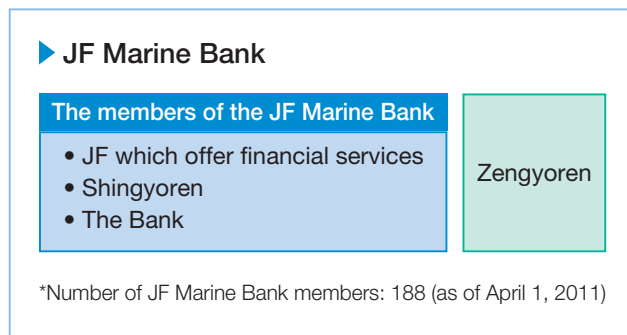 JF Marine Bank
The members of the JF Marine Bank
• JF which offer financial services
• Shingyoren
• The Bank
Zengyoren
*Number of JF Marine Bank members: 188 (as of April 1, 2011)